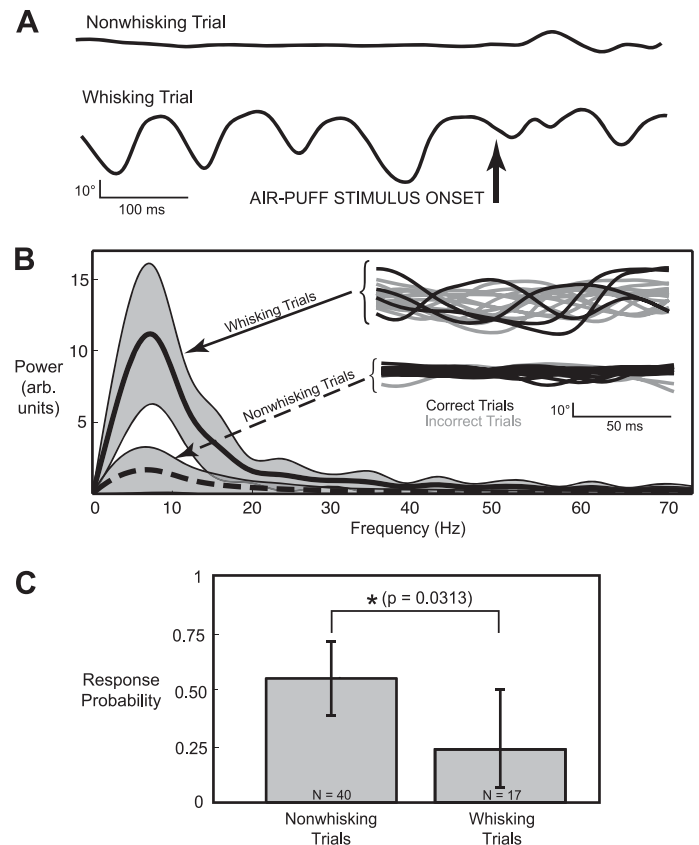 A
Nonwhisking Trial
Whisking Trial
10°
100 ms
AIR-PUFF STIMULUS ONSET
B
15
10
5
Power
(arb.
units)
Whisking Trials
Nonwhisking Trials
Correct Trials
Incorrect Trials
10°
50 ms
0 10 20 30 40 50 60 70
Frequency (Hz)
C
1
0.75
0.50
0.25
0
Response
Probability
* (p = 0.0313)
N = 40
N = 17
Nonwhisking
Trials
Whisking
Trials